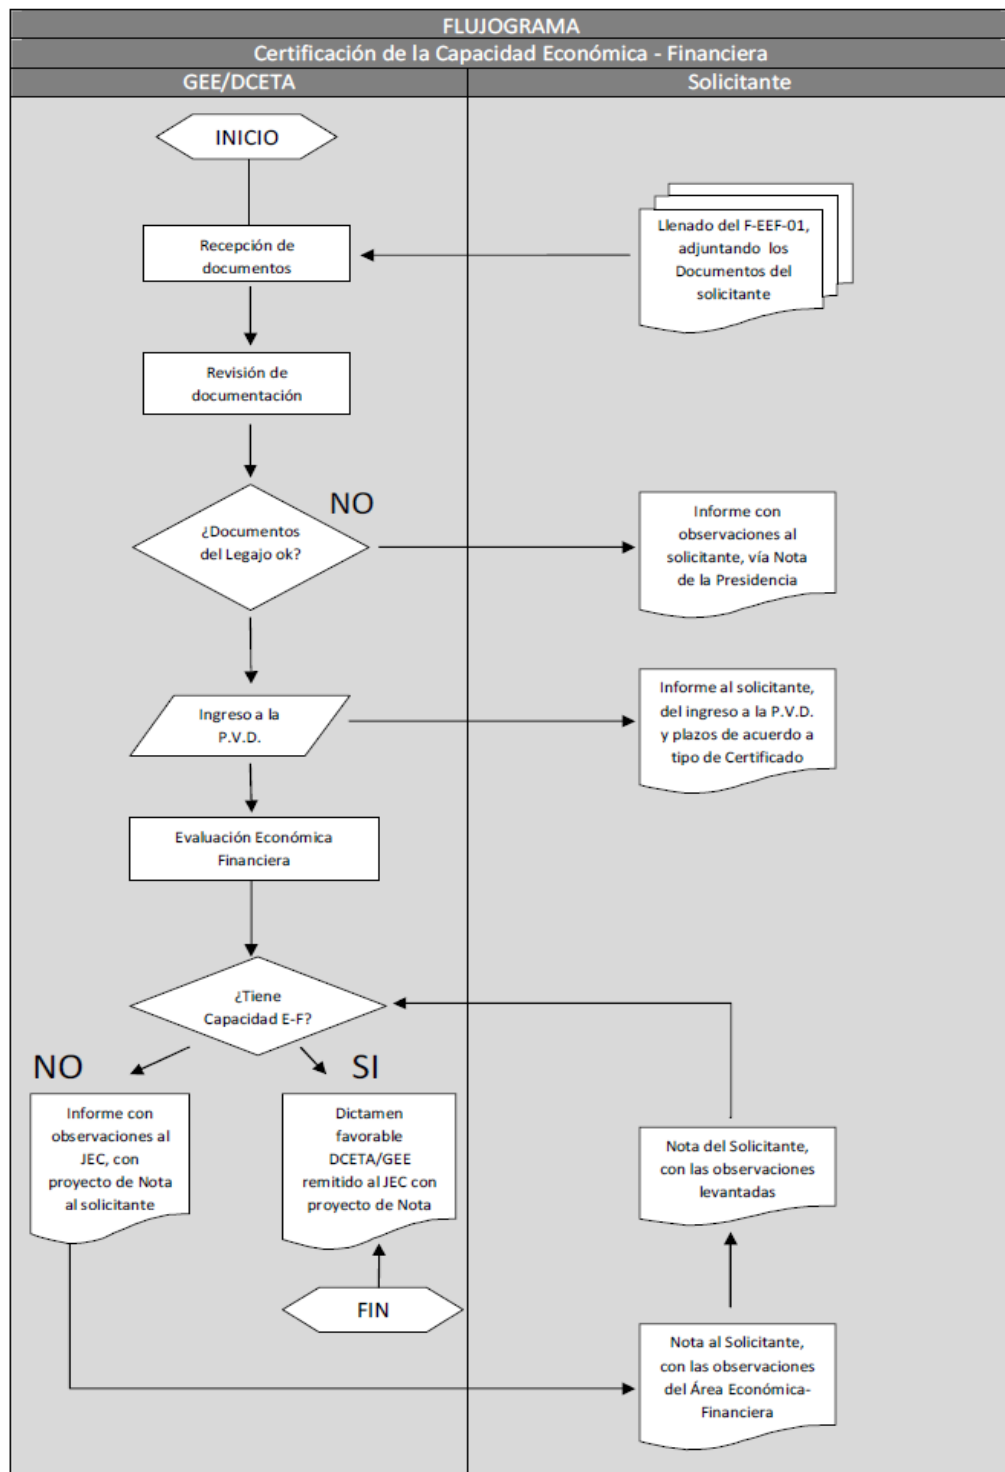 FLUJOGRAMA
Certificación de la Capacidad Económica - Financiera
GEE/DCETA
Solicitante
INICIO
Llenado del F-EEF-01,
adjuntando los
Documentos del
solicitante
Recepción de
documentos
Revisión de
documentación
NO
¿Documentos
del Legajo ok?
Informe con
observaciones al
solicitante, vía Nota
de la Presidencia
Ingreso a la
P.V.D.
Informe al solicitante,
del ingreso a la P.V.D.
y plazos de acuerdo a
tipo de Certificado
Evaluación Económica
Financiera
¿Tiene
Capacidad E-F?
NO
SI
Informe con
observaciones al
JEC, con
proyecto de Nota
al solicitante
Dictamen
favorable
DCETA/GEE
remitido al JEC con
proyecto de Nota
Nota del Solicitante,
con las observaciones
levantadas
FIN
Nota al Solicitante,
con las observaciones
del Área Económica-
Financiera